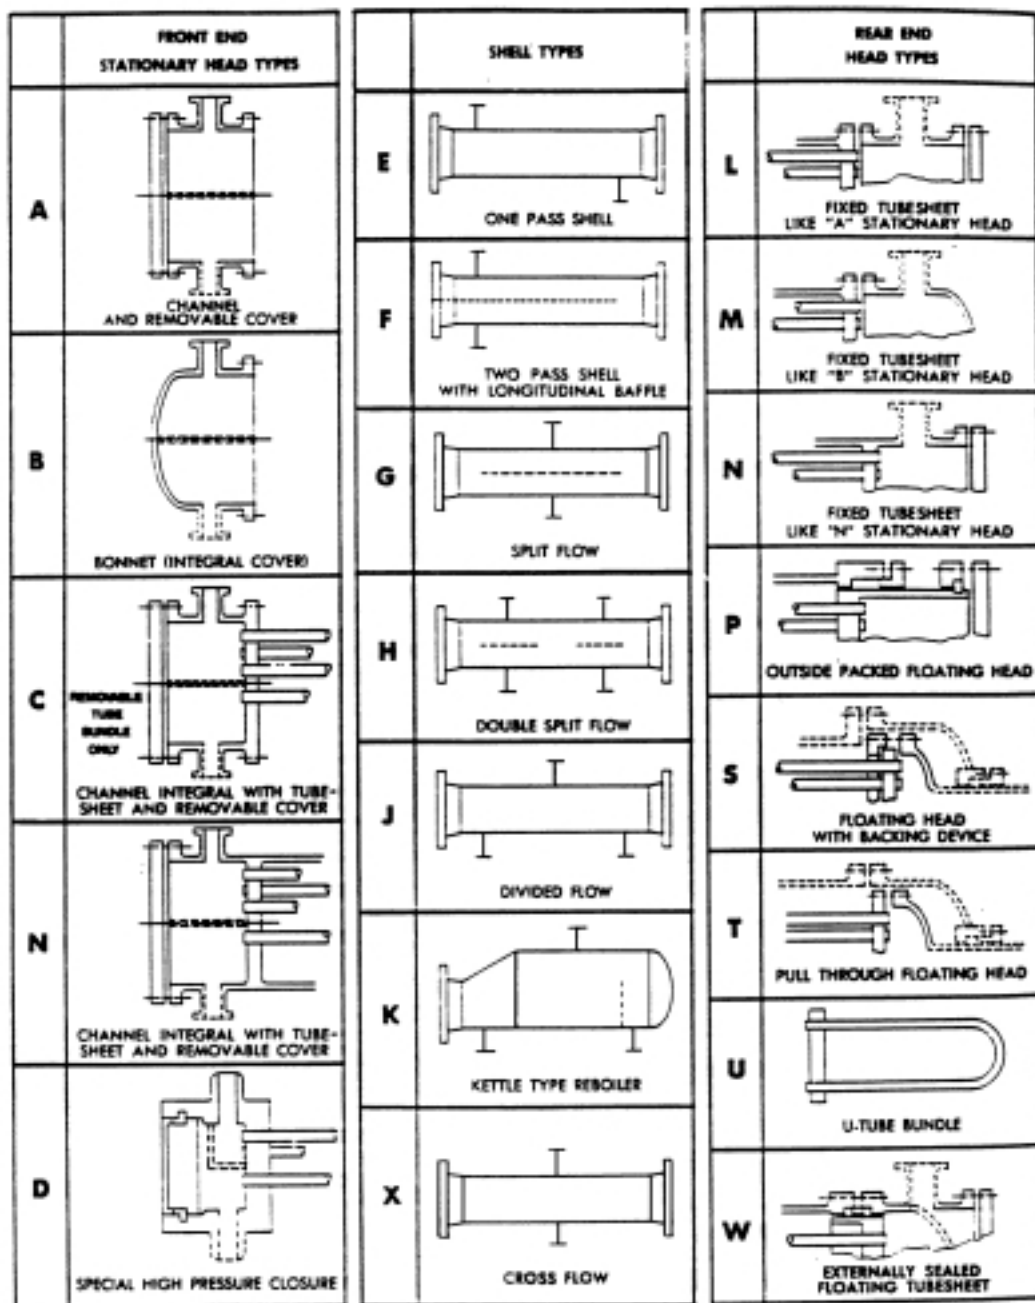 FRONT END
STATIONARY HEAD TYPES
A
CHANNEL
AND REMOVABLE COVER
B
BONNET (INTEGRAL COVER)
C
REMOVABLE
TUBE
BUNDLE
ONLY
CHANNEL INTEGRAL WITH TUBE-
SHEET AND REMOVABLE COVER
N
CHANNEL INTEGRAL WITH TUBE-
SHEET AND REMOVABLE COVER
D
SPECIAL HIGH PRESSURE CLOSURE
SHELL TYPES
E
ONE PASS SHELL
F
TWO PASS SHELL
WITH LONGITUDINAL BAFFLE
G
SPLIT FLOW
H
DOUBLE SPLIT FLOW
J
DIVIDED FLOW
K
KETTLE TYPE REBOILER
X
CROSS FLOW
REAR END
HEAD TYPES
L
FIXED TUBESHEET
LIKE "A" STATIONARY HEAD
M
FIXED TUBESHEET
LIKE "B" STATIONARY HEAD
N
FIXED TUBESHEET
LIKE "N" STATIONARY HEAD
P
OUTSIDE PACKED FLOATING HEAD
S
FLOATING HEAD
WITH BACKING DEVICE
T
PULL THROUGH FLOATING HEAD
U
U-TUBE BUNDLE
W
EXTERNALLY SEALED
FLOATING TUBESHEET